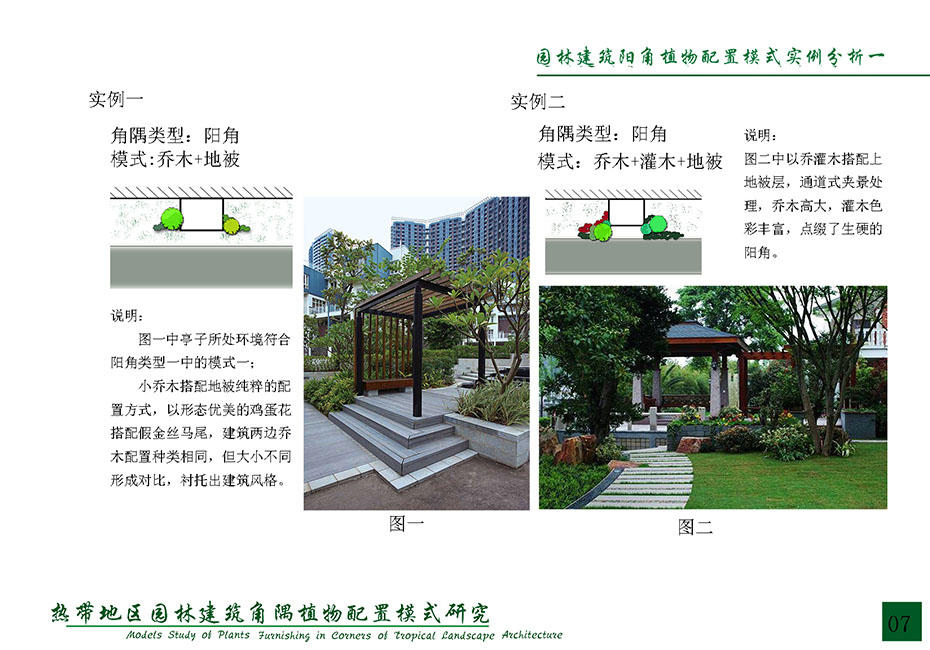 园林建筑阳角植物配置模式实例分析一
实例一
角隅类型：阳角
模式:乔木+地被
说明：
图一中亭子所处环境符合
阳角类型一中的模式一；
小乔木搭配地被纯粹的配
置方式，以形态优美的鸡蛋花
搭配假金丝马尾，建筑两边乔
木配置种类相同，但大小不同
形成对比，衬托出建筑风格。
图一
实例二
角隅类型：阳角
模式：乔木+灌木+地被
说明：
图二中以乔灌木搭配上
地被层，通道式夹景处
理，乔木高大，灌木色
彩丰富，点缀了生硬的
阳角。
图二
热带地区园林建筑角隅植物配置模式研究
Models Study of Plants Furnishing in Corners of Tropical Landscape Architecture
07